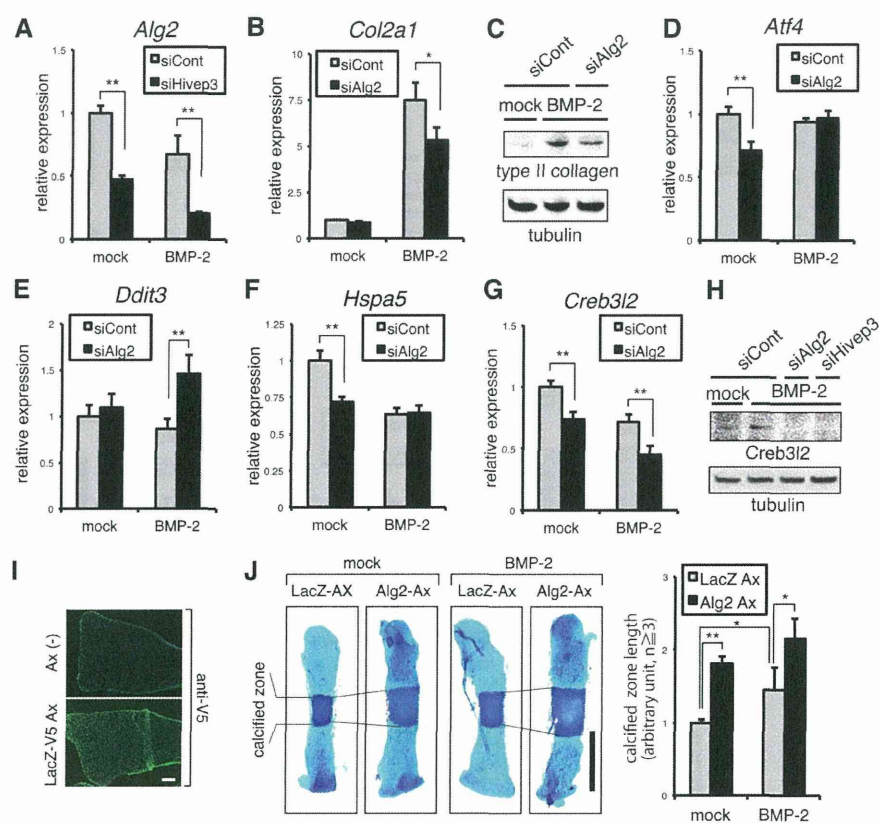 A
Alg2
siCont
siHivep3
relative expression
1.5
1
0.5
0
**
**
mock
BMP-2
B
Col2a1
siCont
siAlg2
relative expression
10
7.5
5
2.5
0
*
mock
BMP-2
C
siCont
siAlg2
mock BMP-2
type II collagen
tubulin
D
Atf4
siCont
siAlg2
relative expression
1.5
1
0.5
0
**
mock
BMP-2
E
Ddit3
siCont
siAlg2
relative expression
2
1.5
1
0.5
0
**
mock
BMP-2
F
Hspa5
siCont
siAlg2
relative expression
1.25
1
0.75
0.5
0.25
0
**
mock
BMP-2
G
Creb3l2
siCont
siAlg2
relative expression
1.5
1
0.5
0
**
**
mock
BMP-2
H
siCont
siAlg2
siHivep3
mock
BMP-2
Creb3l2
tubulin
I
Ax (-)
LacZ-V5 Ax
anti-V5
J
mock
BMP-2
LacZ-AX
Alg2-Ax
LacZ-Ax
Alg2-Ax
calcified zone
calcified zone length
(arbitrary unit, n≧3)
3
2
1
0
LacZ Ax
Alg2 Ax
**
*
*
mock
BMP-2